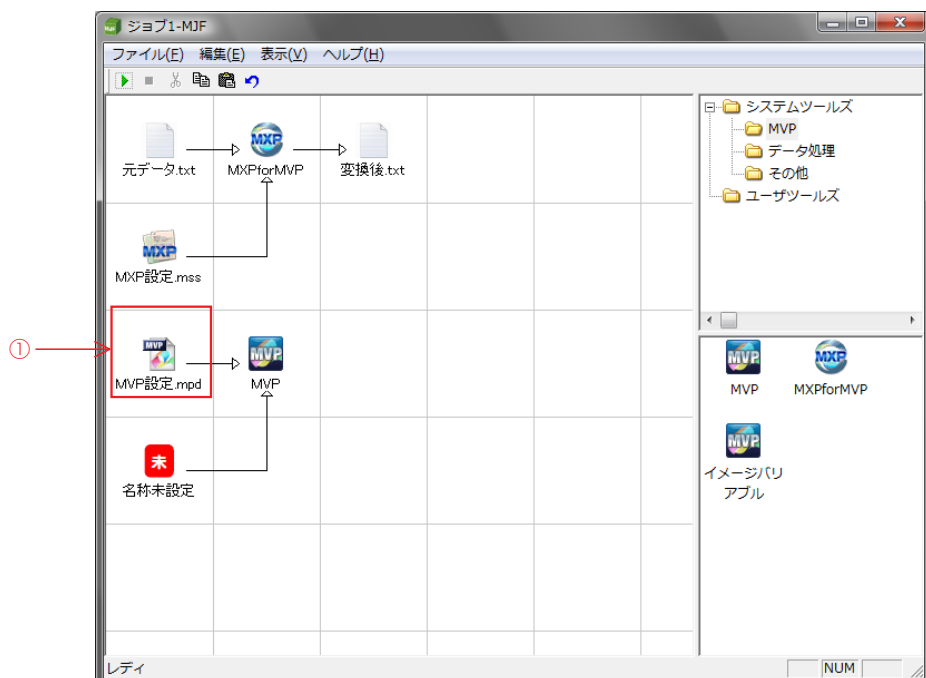 ジョブ1-MJF
ファイル(F) 編集(E) 表示(V) ヘルプ(H)
元データ.txt
MXP
MXPforMVP
変換後.txt
MXP
MXP設定.mss
①
MVP
MVP設定.mpd
MVP
MVP
未
名称未設定
システムツールズ
MVP
データ処理
その他
ユーザツールズ
MVP
MVP
MXP
MXPforMVP
MVP
イメージバリ
アブル
レディ
NUM